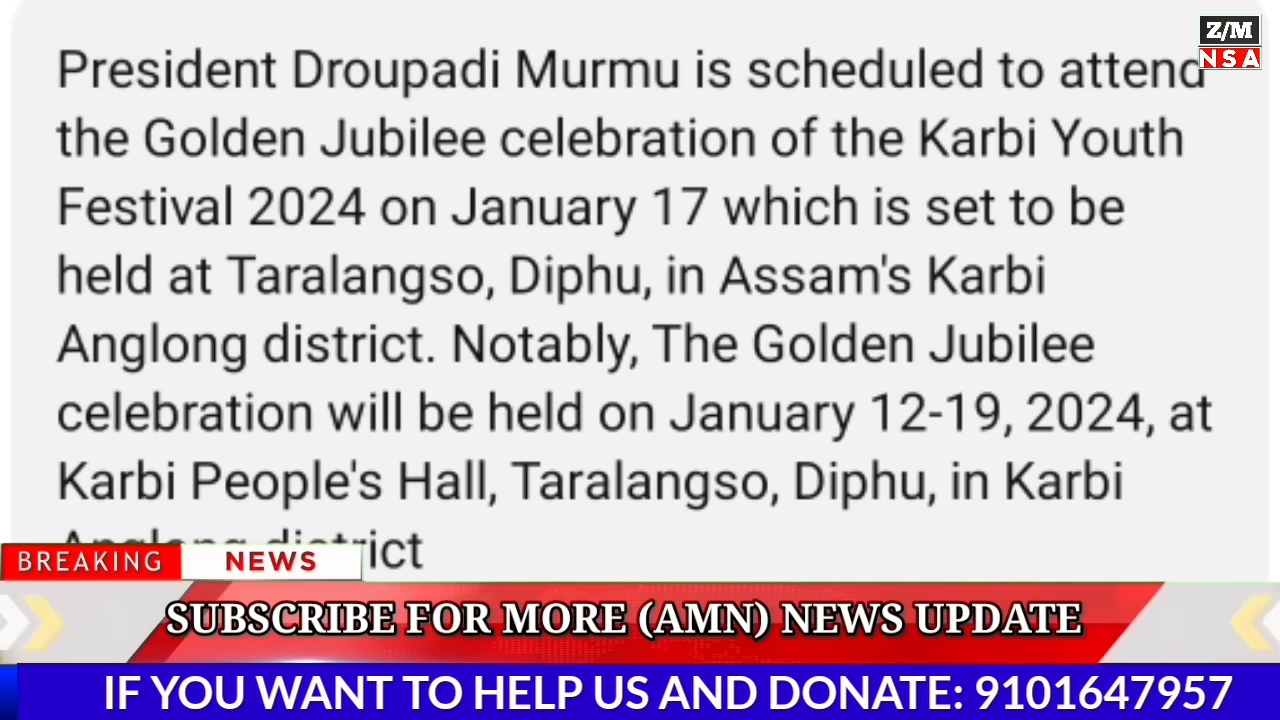 President Droupadi Murmu is scheduled to attend
the Golden Jubilee celebration of the Karbi Youth
Festival 2024 on January 17 which is set to be
held at Taralangso, Diphu, in Assam's Karbi
Anglong district. Notably, The Golden Jubilee
celebration will be held on January 12-19, 2024, at
Karbi People's Hall, Taralangso, Diphu, in Karbi
Anglong district
Z/M
NSA
BREAKING NEWS
SUBSCRIBE FOR MORE (AMN) NEWS UPDATE
IF YOU WANT TO HELP US AND DONATE: 9101647957